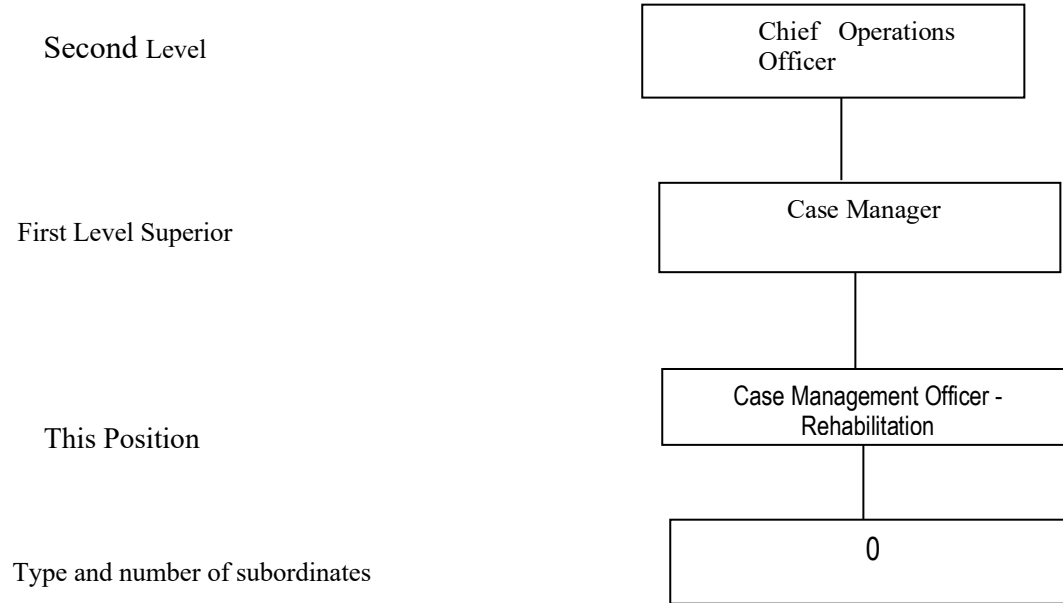 Second Level
Chief Operations
Officer
First Level Superior
Case Manager
This Position
Case Management Officer -
Rehabilitation
Type and number of subordinates
0